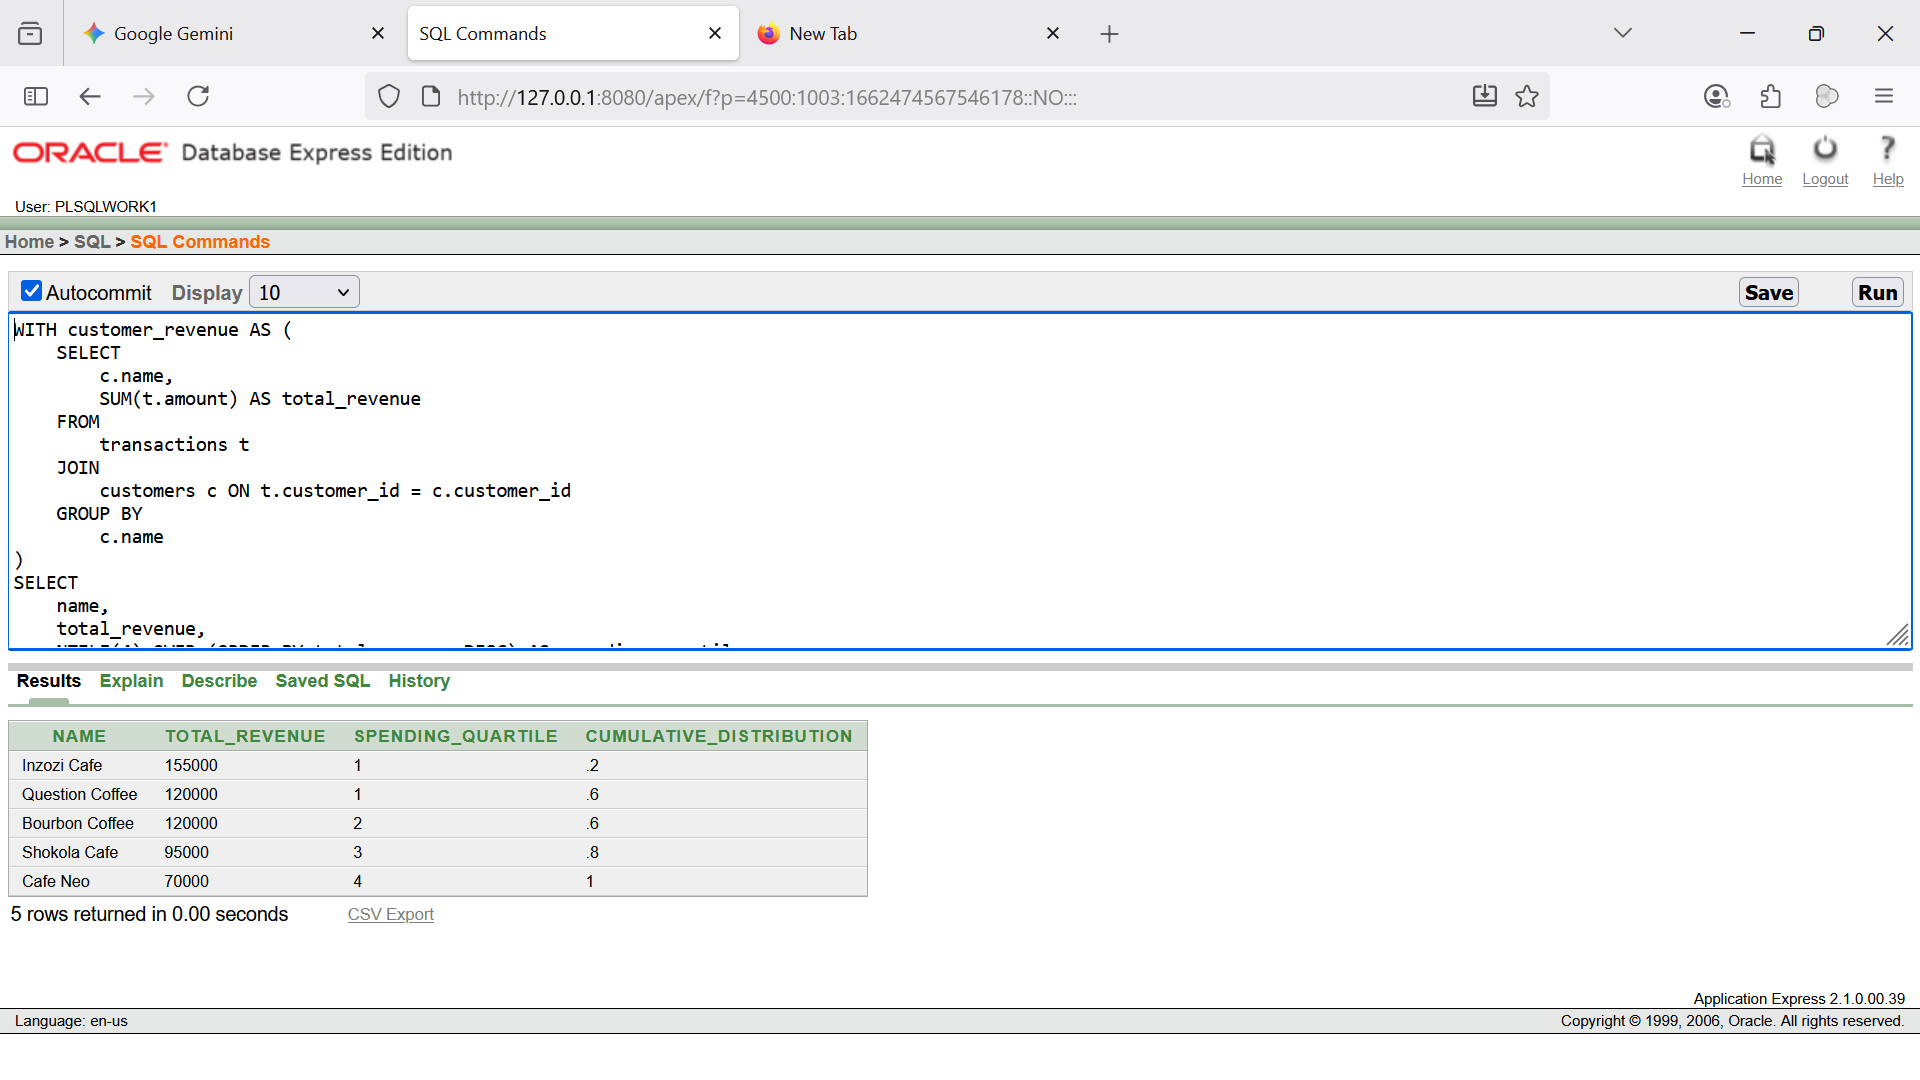 Google Gemini
SQL Commands
New Tab
http://127.0.0.1:8080/apex/f?p=4500:1003:1662474567546178::NO:::
ORACLE Database Express Edition
Home Logout Help
User: PLSQLWORK1
Home > SQL > SQL Commands
Autocommit Display 10 Save Run
WITH customer_revenue AS (
SELECT
c.name,
SUM(t.amount) AS total_revenue
FROM
transactions t
JOIN
customers c ON t.customer_id = c.customer_id
GROUP BY
c.name
)
SELECT
name,
total_revenue,
Results Explain Describe Saved SQL History
NAME TOTAL_REVENUE SPENDING_QUARTILE CUMULATIVE_DISTRIBUTION
Inzozi Cafe 155000 1 .2
Question Coffee 120000 1 .6
Bourbon Coffee 120000 2 .6
Shokola Cafe 95000 3 .8
Cafe Neo 70000 4 1
5 rows returned in 0.00 seconds CSV Export
Application Express 2.1.0.00.39
Language: en-us Copyright © 1999, 2006, Oracle. All rights reserved.